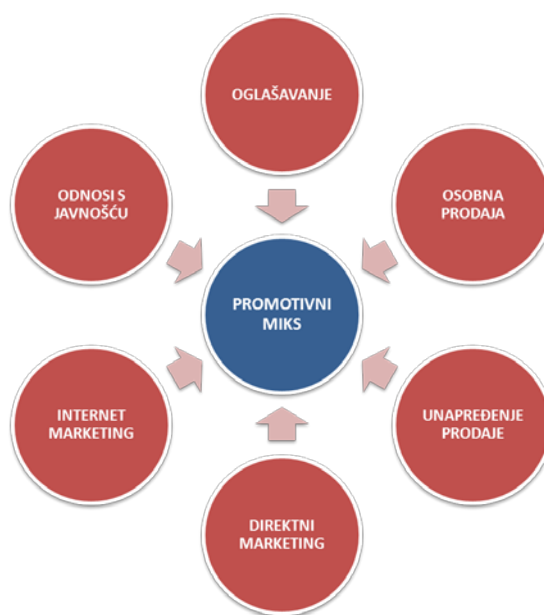 OGLAŠAVANJE
OSOBNA
PRODAJA
UNAPREĐENJE
PRODAJE
DIREKTNI
MARKETING
INTERNET
MARKETING
ODNOSI S
JAVNOŠĆU
PROMOTIVNI
MIKS